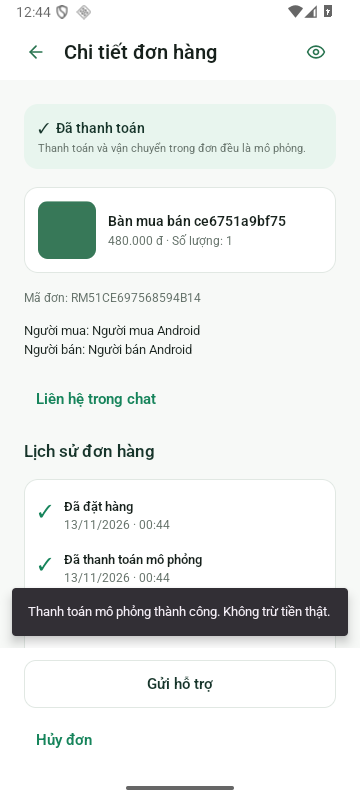 12:44
Chi tiết đơn hàng
✓ Đã thanh toán
Thanh toán và vận chuyển trong đơn đều là mô phỏng.
Bàn mua bán ce6751a9bf75
480.000 đ · Số lượng: 1
Mã đơn: RM51CE697568594B14
Người mua: Người mua Android
Người bán: Người bán Android
Liên hệ trong chat
Lịch sử đơn hàng
✓ Đã đặt hàng
13/11/2026 · 00:44
✓ Đã thanh toán mô phỏng
13/11/2026 · 00:44
Thanh toán mô phỏng thành công. Không trừ tiền thật.
Gửi hỗ trợ
Hủy đơn